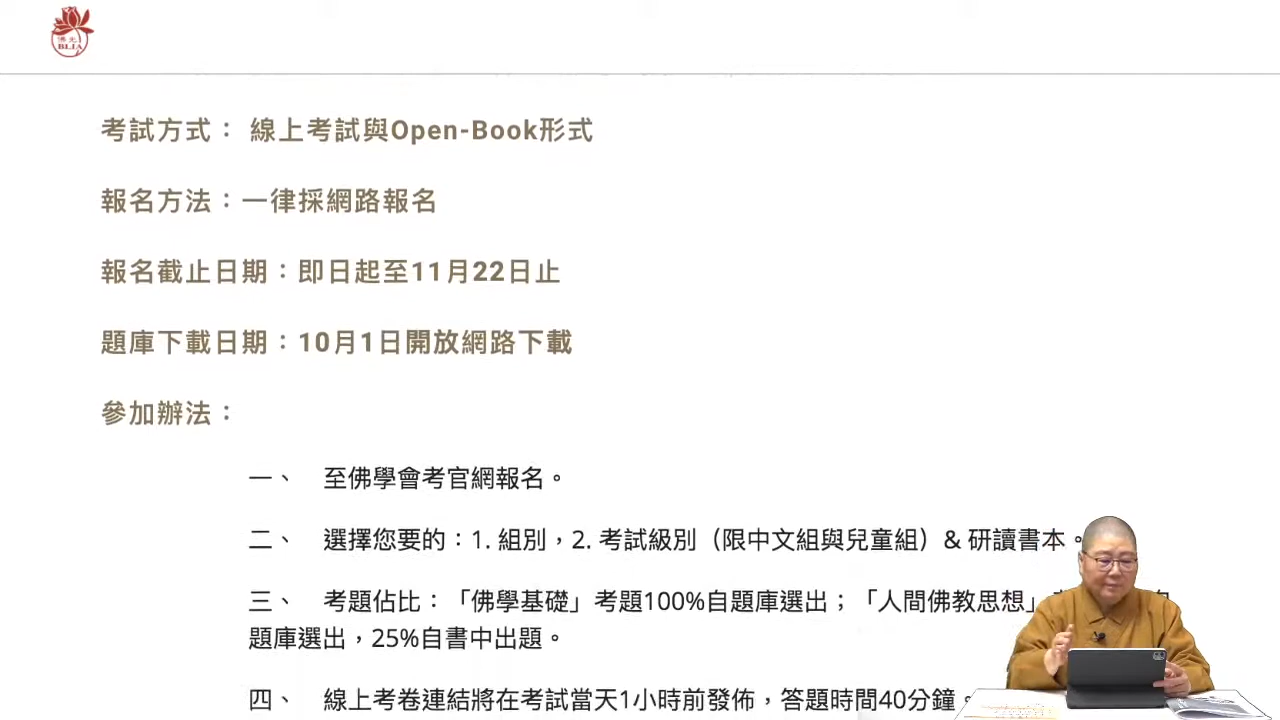 佛光
BLIA
考試方式： 線上考試與Open-Book形式
報名方法：一律採網路報名
報名截止日期：即日起至11月22日止
題庫下載日期：10月1日開放網路下載
參加辦法：
一、 至佛學會考官網報名。
二、 選擇您要的：1. 組別，2. 考試級別（限中文組與兒童組）& 研讀書本。
三、 考題佔比：「佛學基礎」考題100%自題庫選出；「人間佛教思想」
題庫選出，25%自書中出題。
四、 線上考卷連結將在考試當天1小時前發佈，答題時間40分鐘。